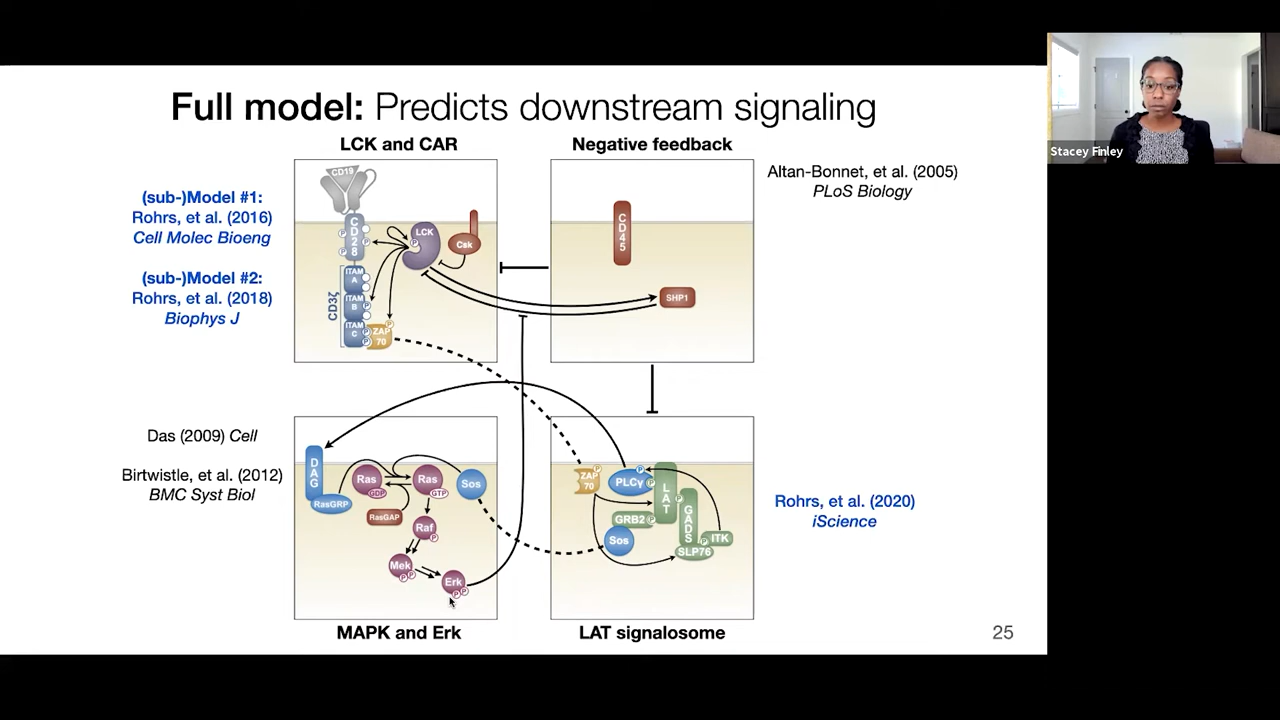 Full model: Predicts downstream signaling
LCK and CAR
Negative feedback
(sub-)Model #1:
Rohrs, et al. (2016)
Cell Molec Bioeng
(sub-)Model #2:
Rohrs, et al. (2018)
Biophys J
CD19
CD28
P
P
P
LCK
P
Csk
CD3ζ
ITAM
A
ITAM
B
P
ITAM
C
P
P
ZAP
70
P
CD45
SHP1
Altan-Bonnet, et al. (2005)
PLoS Biology
Das (2009) Cell
Birtwistle, et al. (2012)
BMC Syst Biol
DAG
RasGRP
Ras
GDP
Ras
GTP
Sos
RasGAP
Raf
P
Mek
P P
Erk
P P
ZAP
70
P
PLCγ
P
P
LAT
P
GRB2
P
Sos
GADS
SLP76
P
ITK
Rohrs, et al. (2020)
iScience
MAPK and Erk
LAT signalosome
25
Stacey Finley